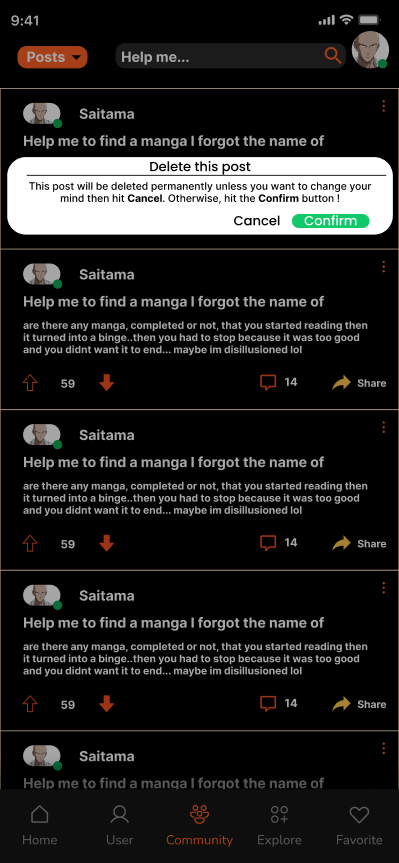 9:41
Posts
Help me...
Saitama
Help me to find a manga I forgot the name of
Delete this post
This post will be deleted permanently unless you want to change your
mind then hit Cancel. Otherwise, hit the Confirm button !
Cancel Confirm
Saitama
Help me to find a manga I forgot the name of
are there any manga, completed or not, that you started reading then
it turned into a binge..then you had to stop because it was too good
and you didnt want it to end... maybe im disillusioned lol
59 14 Share
Saitama
Help me to find a manga I forgot the name of
are there any manga, completed or not, that you started reading then
it turned into a binge..then you had to stop because it was too good
and you didnt want it to end... maybe im disillusioned lol
59 14 Share
Saitama
Help me to find a manga I forgot the name of
are there any manga, completed or not, that you started reading then
it turned into a binge..then you had to stop because it was too good
and you didnt want it to end... maybe im disillusioned lol
59 14 Share
Saitama
Help me to find a manga I forgot the name of
Home User Community Explore Favorite